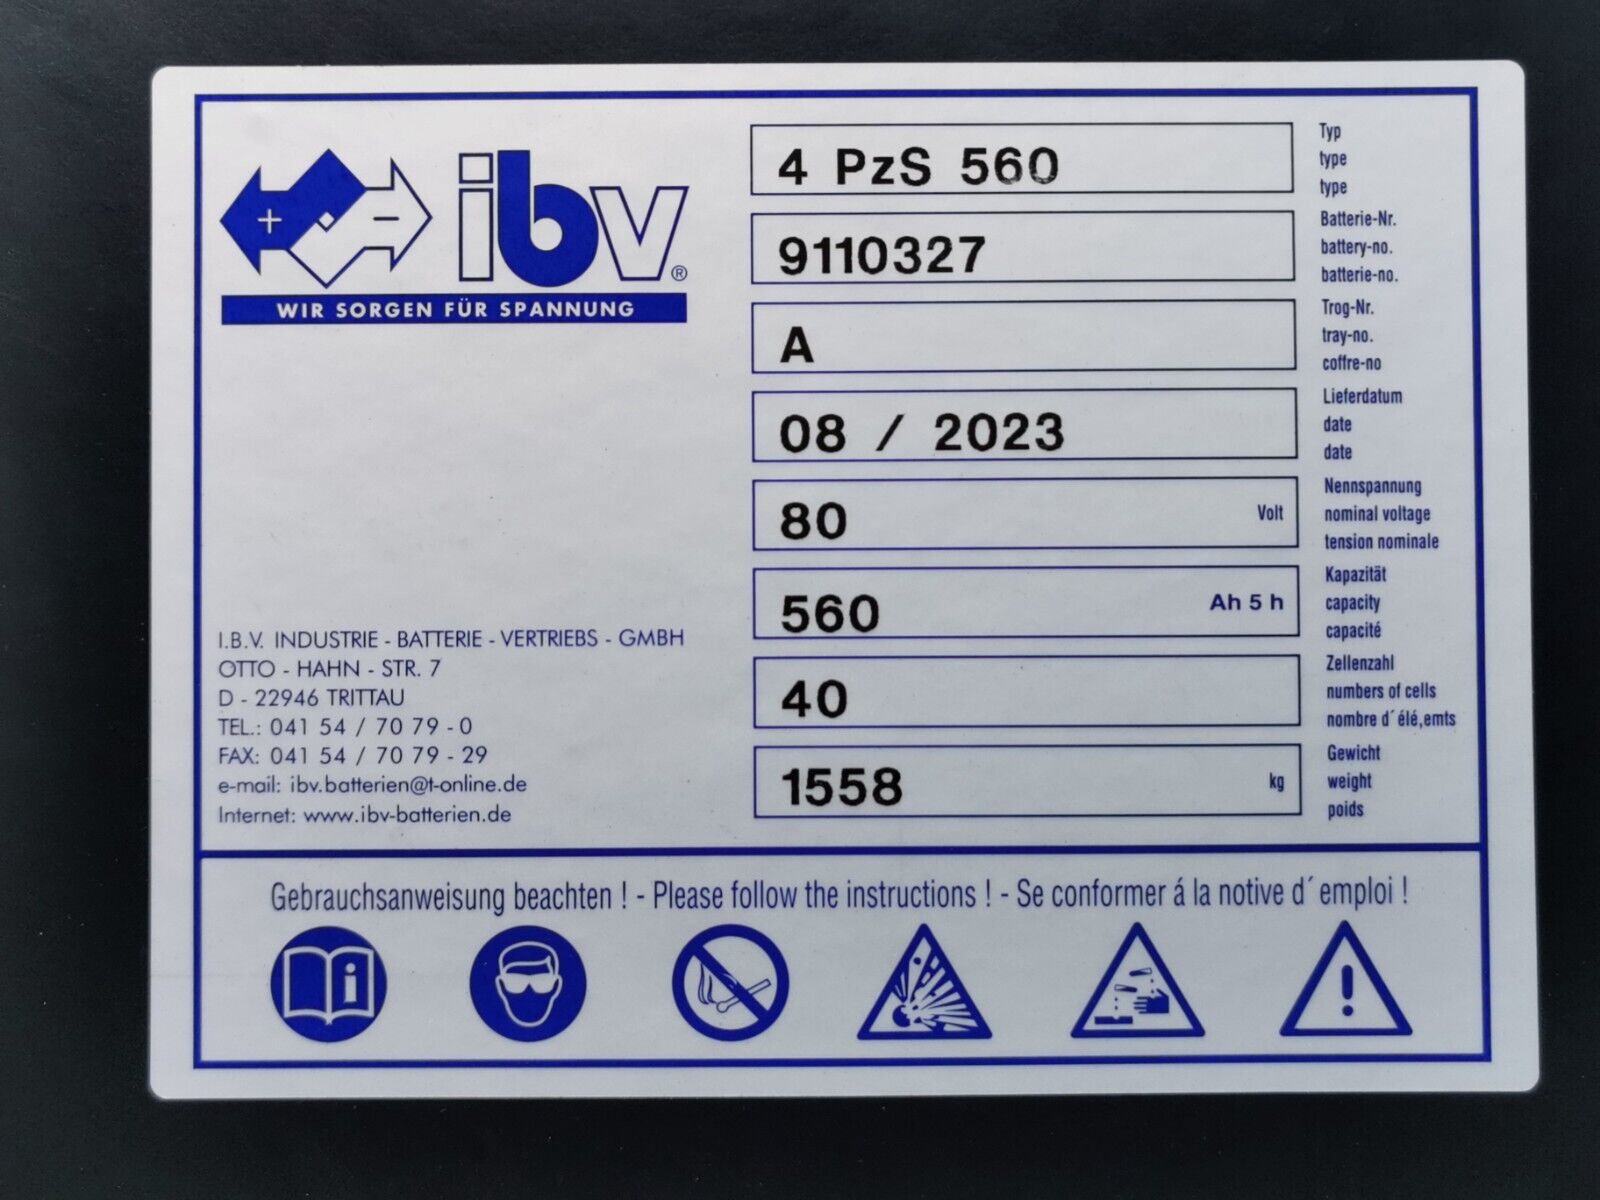 + - ibv®
WIR SORGEN FÜR SPANNUNG
I.B.V. INDUSTRIE - BATTERIE - VERTRIEBS - GMBH
OTTO - HAHN - STR. 7
D - 22946 TRITTAU
TEL.: 041 54 / 70 79 - 0
FAX: 041 54 / 70 79 - 29
e-mail: ibv.batterien@t-online.de
Internet: www.ibv-batterien.de
4 PzS 560
Typ
type
type
9110327
Batterie-Nr.
battery-no.
batterie-no.
A
Trog-Nr.
tray-no.
coffre-no
08 / 2023
Lieferdatum
date
date
80 Volt
Nennspannung
nominal voltage
tension nominale
560 Ah 5 h
Kapazität
capacity
capacité
40
Zellenzahl
numbers of cells
nombre d´élé,emts
1558 kg
Gewicht
weight
poids
Gebrauchsanweisung beachten ! - Please follow the instructions ! - Se conformer á la notive d´ emploi !